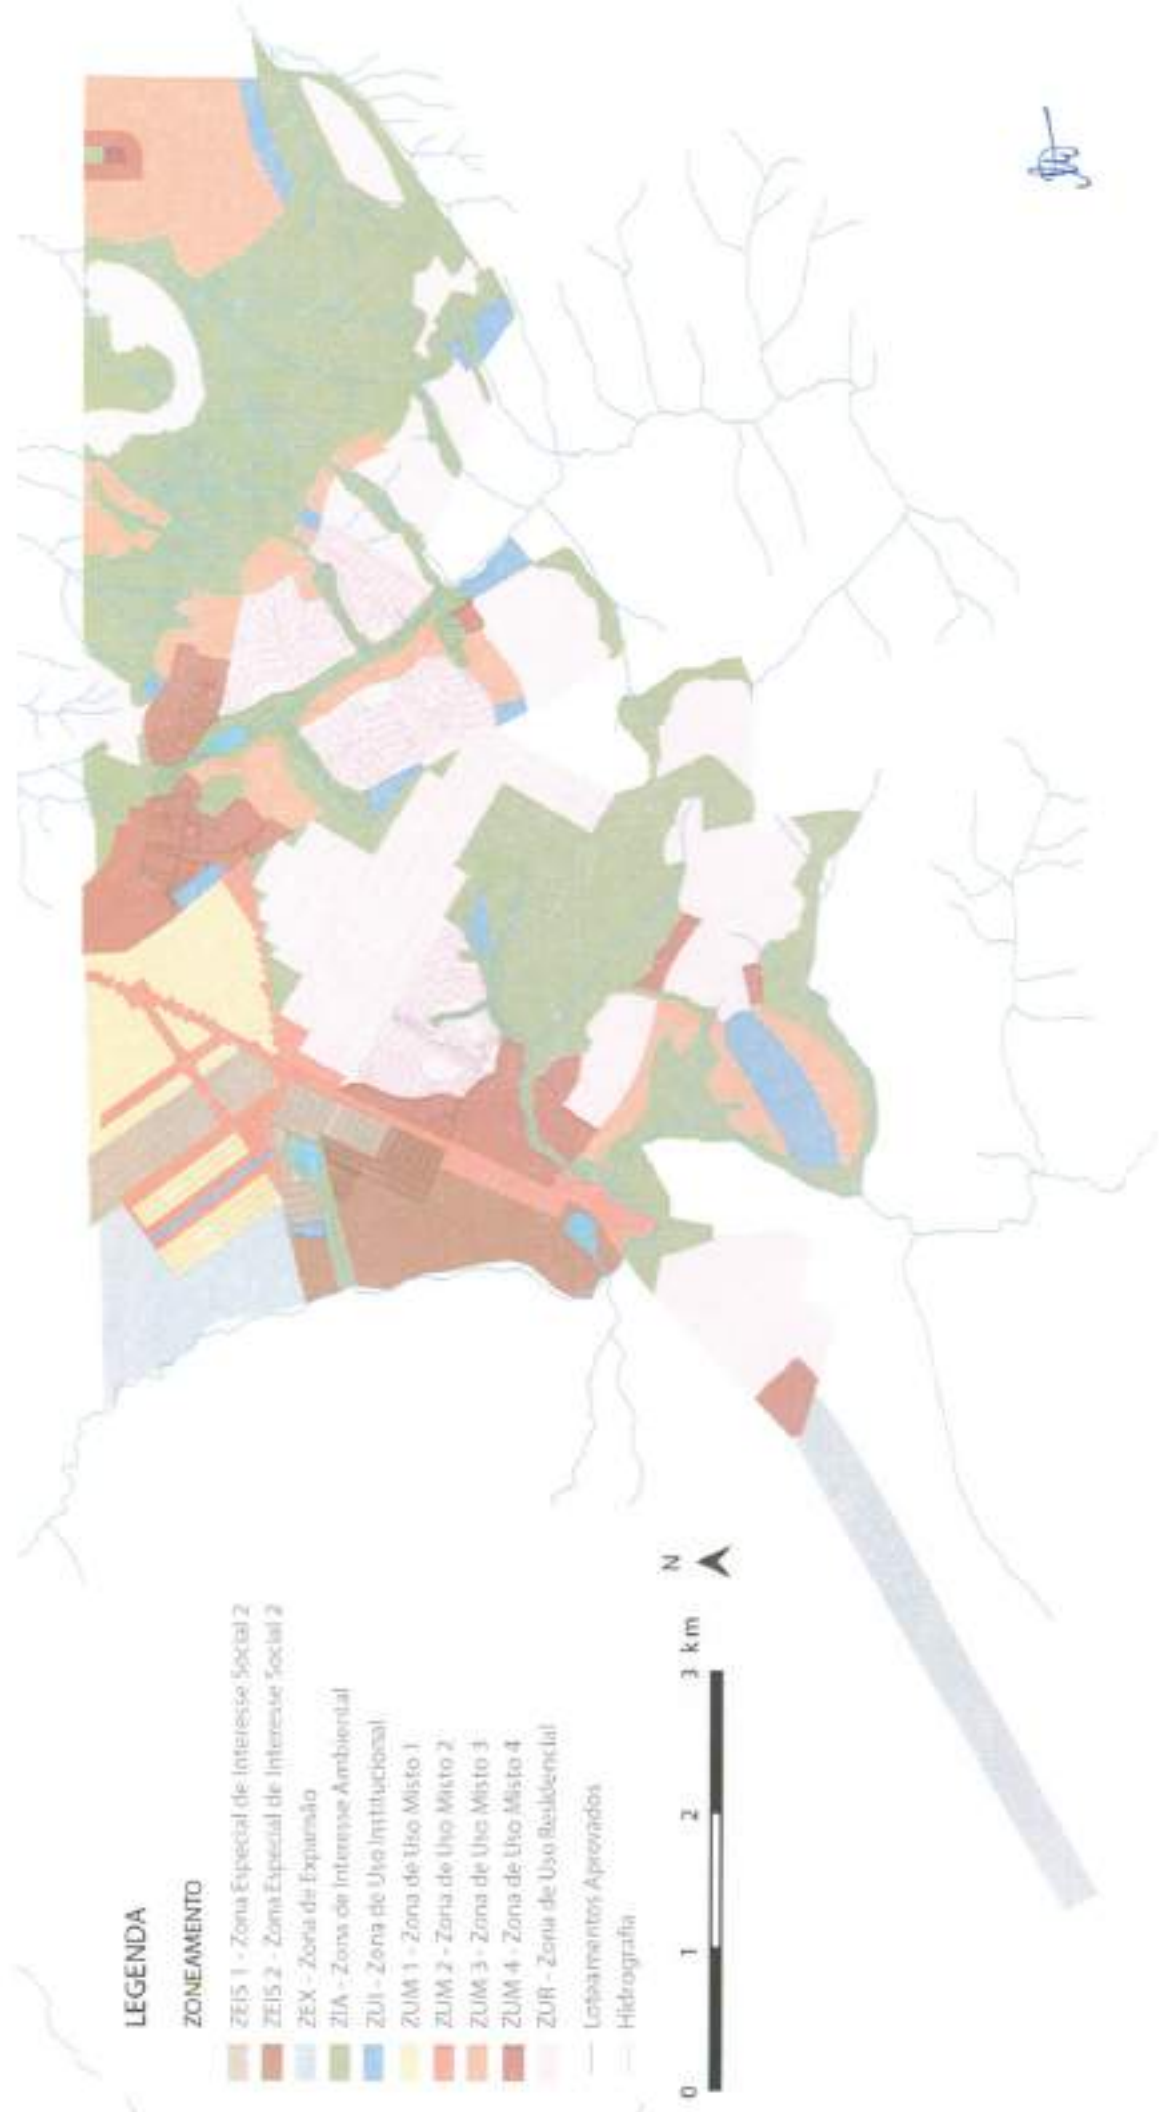 LEGENDA
ZONEAMENTO
ZEIS 1 - Zona Especial de Interesse Social 2
ZEIS 2 - Zona Especial de Interesse Social 2
ZEX - Zona de Expansão
ZIA - Zona de Interesse Ambiental
ZUI - Zona de Uso Institucional
ZUM 1 - Zona de Uso Misto 1
ZUM 2 - Zona de Uso Misto 2
ZUM 3 - Zona de Uso Misto 3
ZUM 4 - Zona de Uso Misto 4
ZUR - Zona de Uso Residencial
Loteamentos Aprovados
Hidrografia
0 1 2 3 km
N